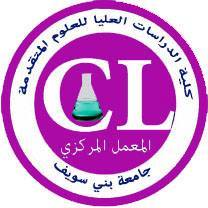 كلية الدراسات العليا للعلوم المتقدمة
CL
المعمل المركزي
جامعة بني سويف